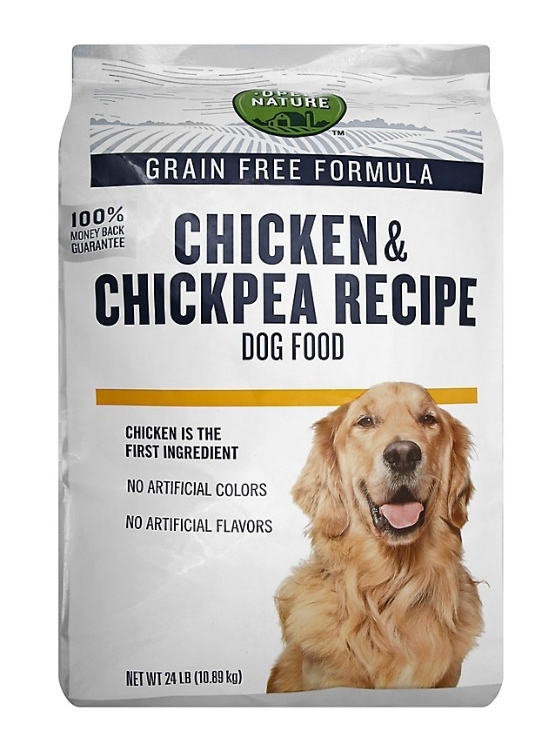 OPEN
NATURE
™
GRAIN FREE FORMULA
100%
MONEY BACK
GUARANTEE
CHICKEN &
CHICKPEA RECIPE
DOG FOOD
CHICKEN IS THE
FIRST INGREDIENT
NO ARTIFICIAL COLORS
NO ARTIFICIAL FLAVORS
NET WT 24 LB (10.89 kg)